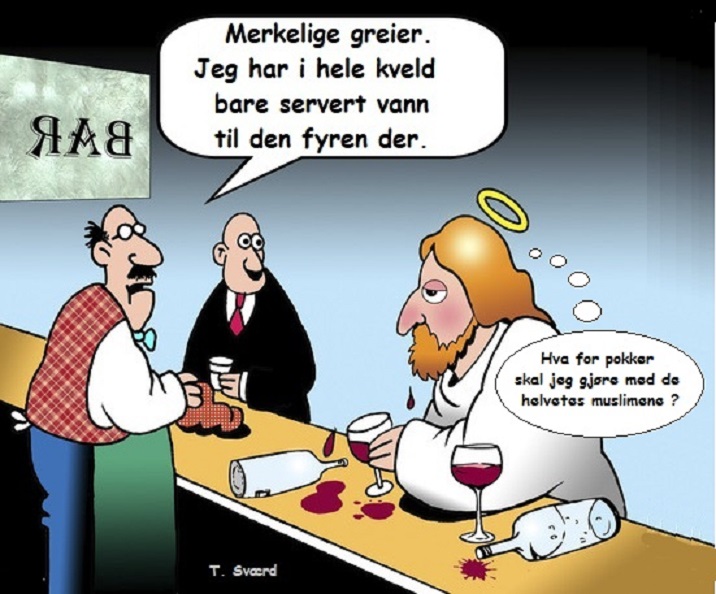 Merkelige greier.
Jeg har i hele kveld
bare servert vann
til den fyren der.
BAR
Hva for pokker
skal jeg gjøre med de
helvetes muslimene ?
T. Sværd